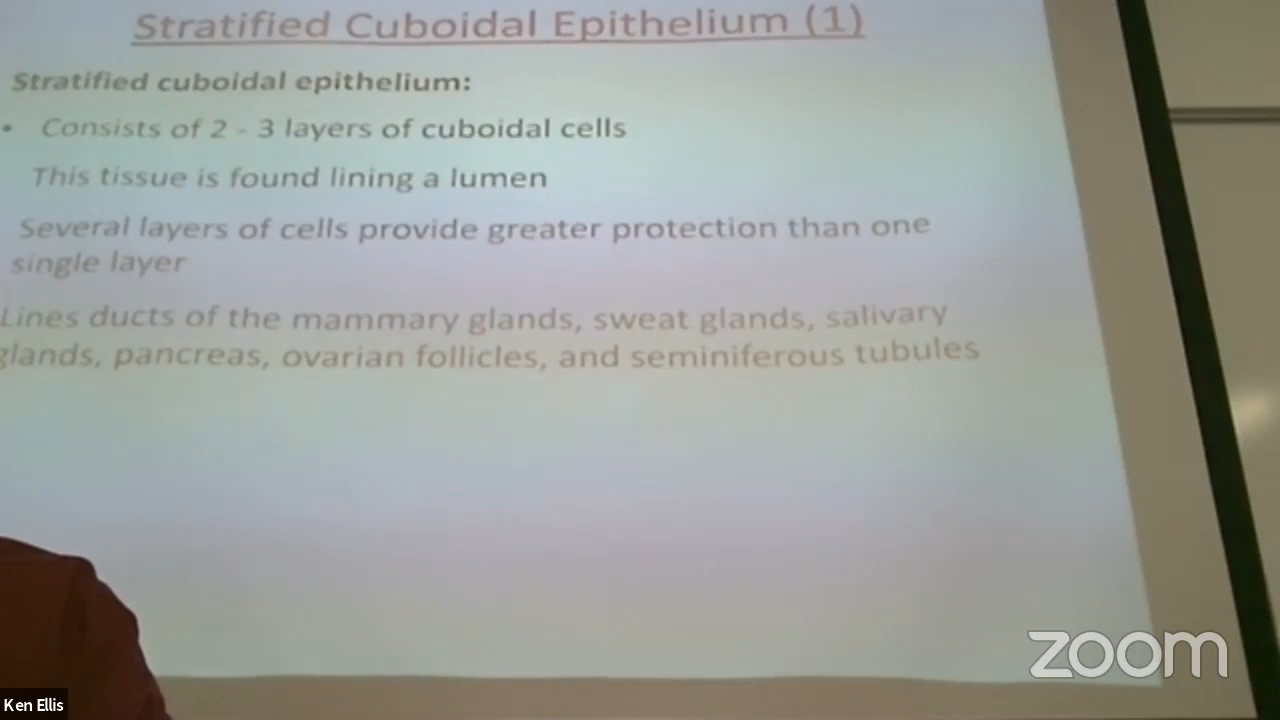 Stratified Cuboidal Epithelium (1)
Stratified cuboidal epithelium:
• Consists of 2 - 3 layers of cuboidal cells
This tissue is found lining a lumen
Several layers of cells provide greater protection than one
single layer
Lines ducts of the mammary glands, sweat glands, salivary
glands, pancreas, ovarian follicles, and seminiferous tubules
zoom
Ken Ellis